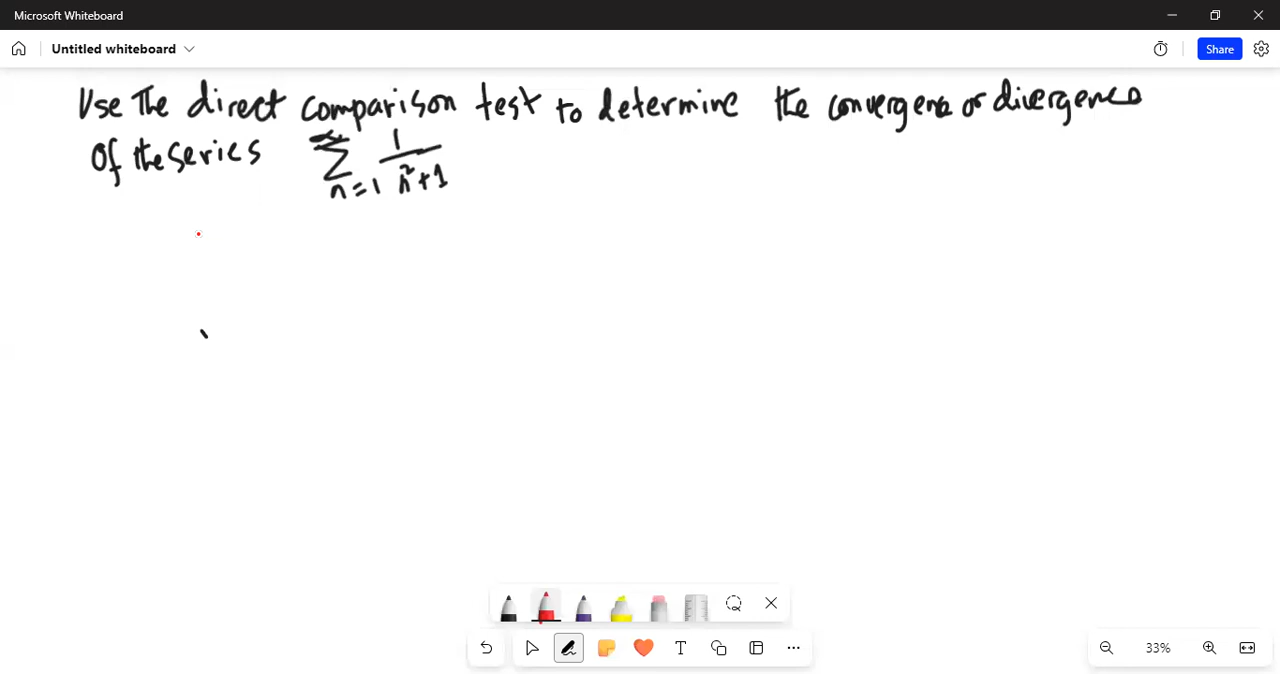 Microsoft Whiteboard
Untitled whiteboard
Share
Use The direct comparison test to determine the convergence or divergence
Of the series ∞ Σ n=1 1/(n²+1)
T
33%